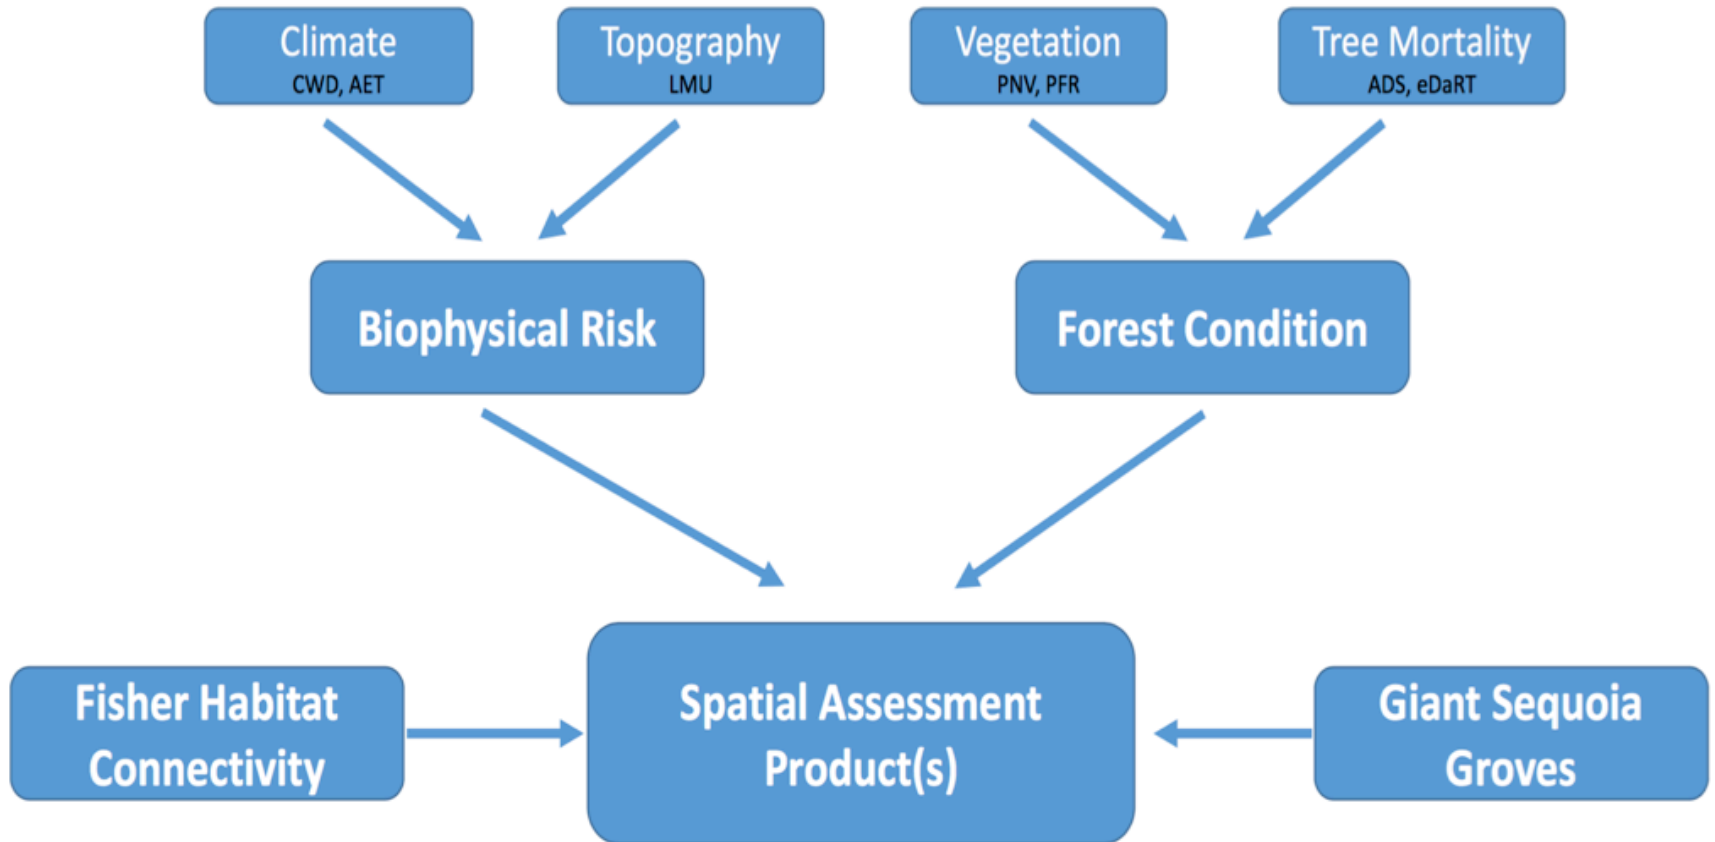 Climate
CWD, AET
Topography
LMU
Vegetation
PNV, PFR
Tree Mortality
ADS, eDaRT
Biophysical Risk
Forest Condition
Fisher Habitat
Connectivity
Spatial Assessment
Product(s)
Giant Sequoia
Groves